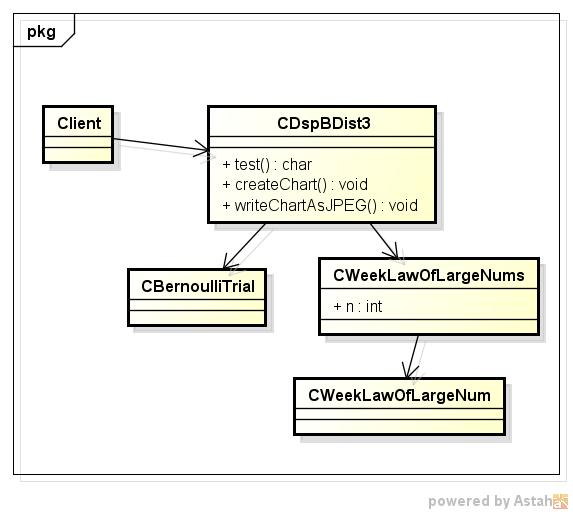 pkg
Client
CDspBDist3
+ test() : char
+ createChart() : void
+ writeChartAsJPEG() : void
CBernoulliTrial
CWeekLawOfLargeNums
+ n : int
CWeekLawOfLargeNum
powered by Astah